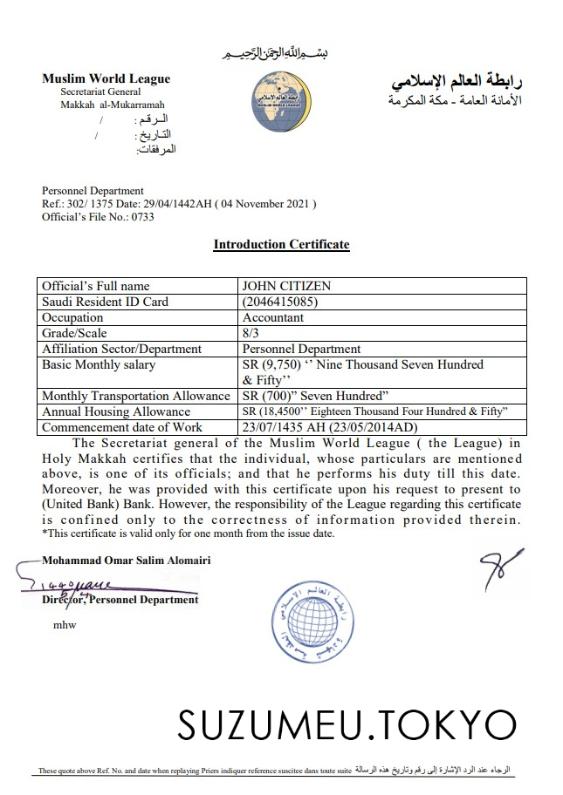 بسم الله الرحمن الرحيم
Muslim World League
Secretariat General
Makkah al-Mukarramah
الـرقـم : /
التـاريخ : /
المرفقات:
رابطة العالم الإسلامي
MUSLIM WORLD LEAGUE
رابطة العالم الإسلامي
الأمانة العامة - مكة المكرمة
Personnel Department
Ref.: 302/ 1375 Date: 29/04/1442AH ( 04 November 2021 )
Official's File No.: 0733
Introduction Certificate
Official's Full name JOHN CITIZEN
Saudi Resident ID Card (2046415085)
Occupation Accountant
Grade/Scale 8/3
Affiliation Sector/Department Personnel Department
Basic Monthly salary SR (9,750) ‘’ Nine Thousand Seven Hundred
& Fifty’’
Monthly Transportation Allowance SR (700)” Seven Hundred”
Annual Housing Allowance SR (18,4500’’ Eighteen Thousand Four Hundred & Fifty”
Commencement date of Work 23/07/1435 AH (23/05/2014AD)
The Secretariat general of the Muslim World League ( the League) in
Holy Makkah certifies that the individual, whose particulars are mentioned
above, is one of its officials; and that he performs his duty till this date.
Moreover, he was provided with this certificate upon his request to present to
(United Bank) Bank. However, the responsibility of the League regarding this certificate
is confined only to the correctness of information provided therein.
*This certificate is valid only for one month from the issue date.
Mohammad Omar Salim Alomairi
Director, Personnel Department
mhw
رابطة العالم الإسلامي
SUZUMEU.TOKYO
These quote above Ref. No. and date when replaying Priers indiquer reference suscitee dans toute suite الرجاء عند الرد الإشارة إلى رقم وتاريخ هذه الرسالة